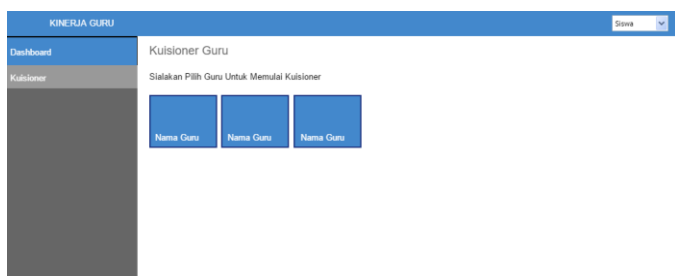 KINERJA GURU
Siswa
Dashboard
Kuisioner
Kuisioner Guru
Sialakan Pilih Guru Untuk Memulai Kuisioner
Nama Guru
Nama Guru
Nama Guru